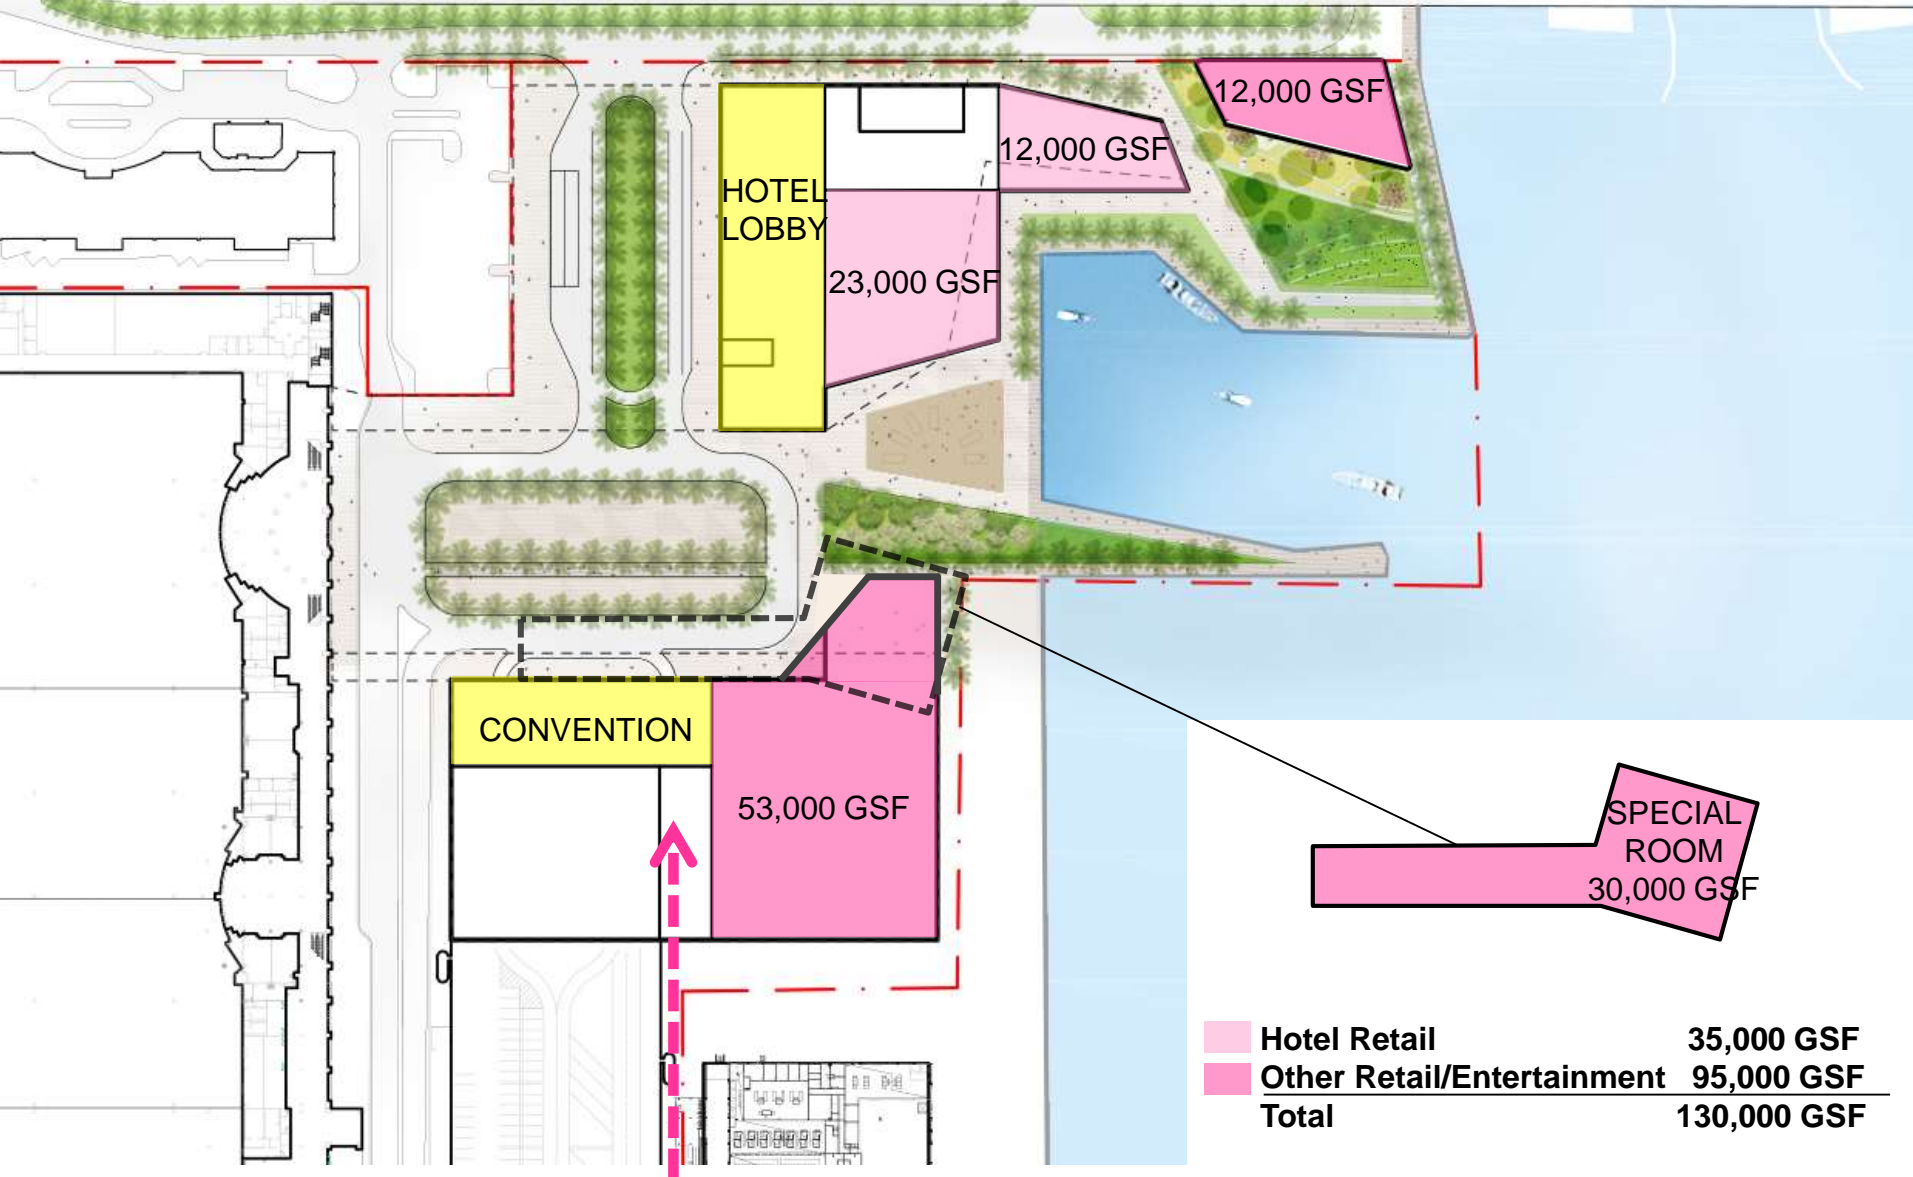 12,000 GSF
12,000 GSF
HOTEL
LOBBY
23,000 GSF
CONVENTION
53,000 GSF
SPECIAL
ROOM
30,000 GSF
Hotel Retail 35,000 GSF
Other Retail/Entertainment 95,000 GSF
Total 130,000 GSF